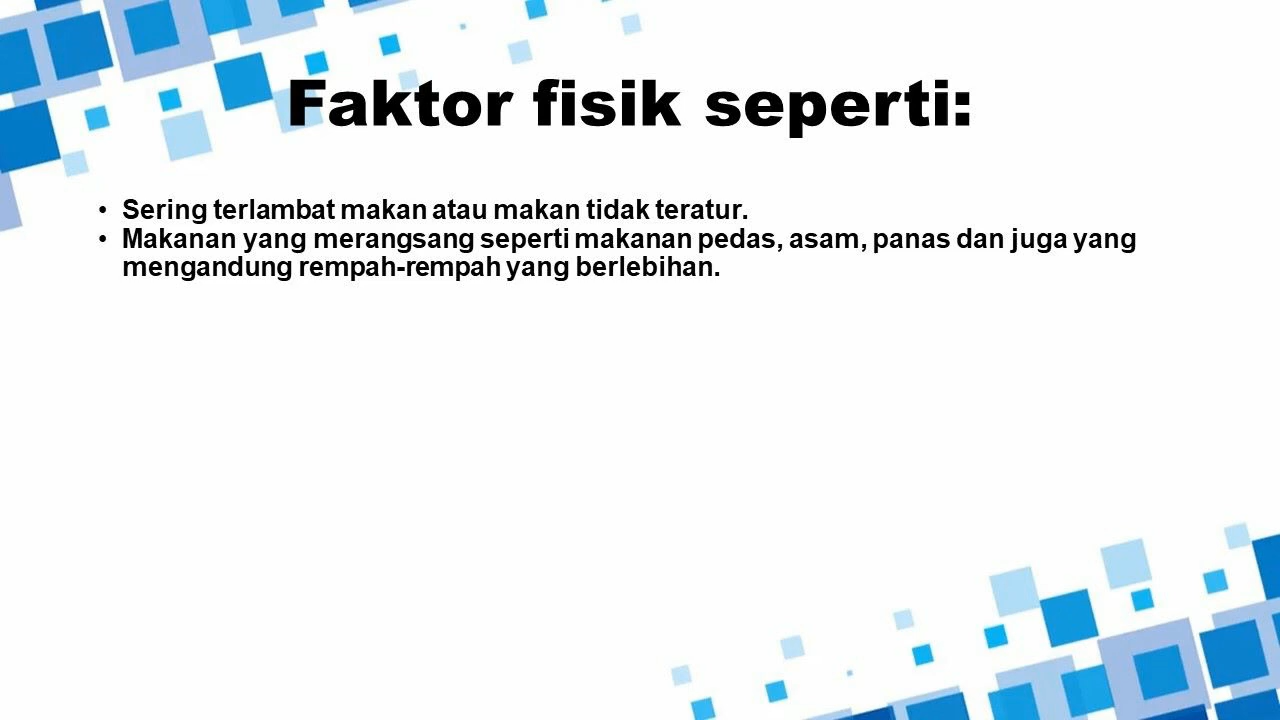 Faktor fisik seperti:
• Sering terlambat makan atau makan tidak teratur.
• Makanan yang merangsang seperti makanan pedas, asam, panas dan juga yang
mengandung rempah-rempah yang berlebihan.